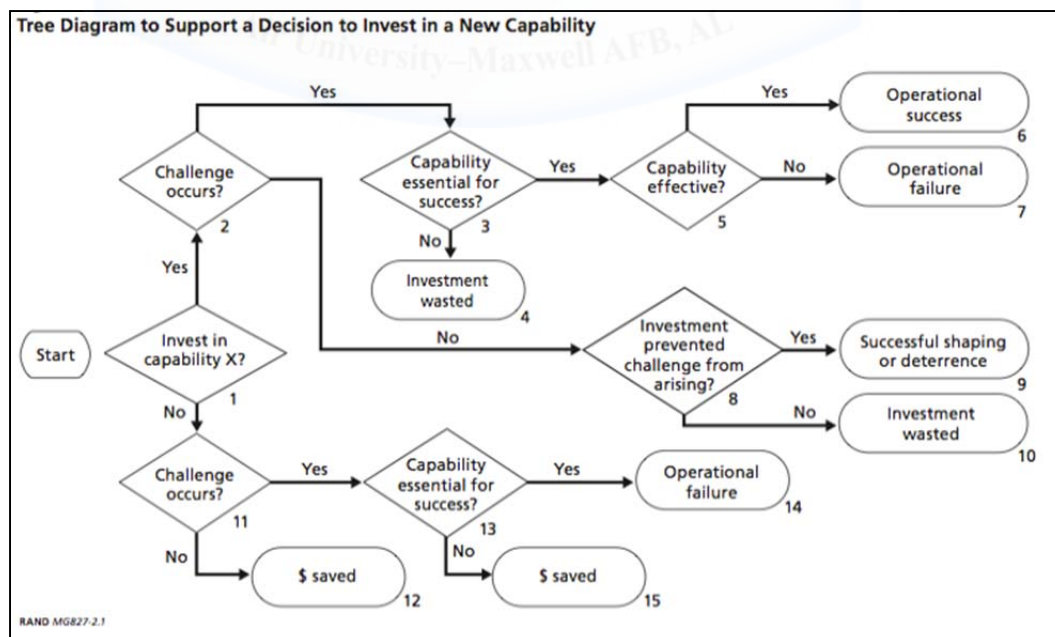 Tree Diagram to Support a Decision to Invest in a New Capability
University–Maxwell AFB, AL
Yes
Yes
Operational
success
6
Challenge
occurs?
2
Capability
essential for
success?
3
Yes
Capability
effective?
5
No
Operational
failure
7
No
Investment
wasted
4
Yes
Start
Invest in
capability X?
1
No
Investment
prevented
challenge from
arising?
8
Yes
Successful shaping
or deterrence
9
No
Investment
wasted
10
No
Challenge
occurs?
11
Yes
Capability
essential for
success?
13
Yes
Operational
failure
14
No
$ saved
12
No
$ saved
15
RAND MG827-2.1